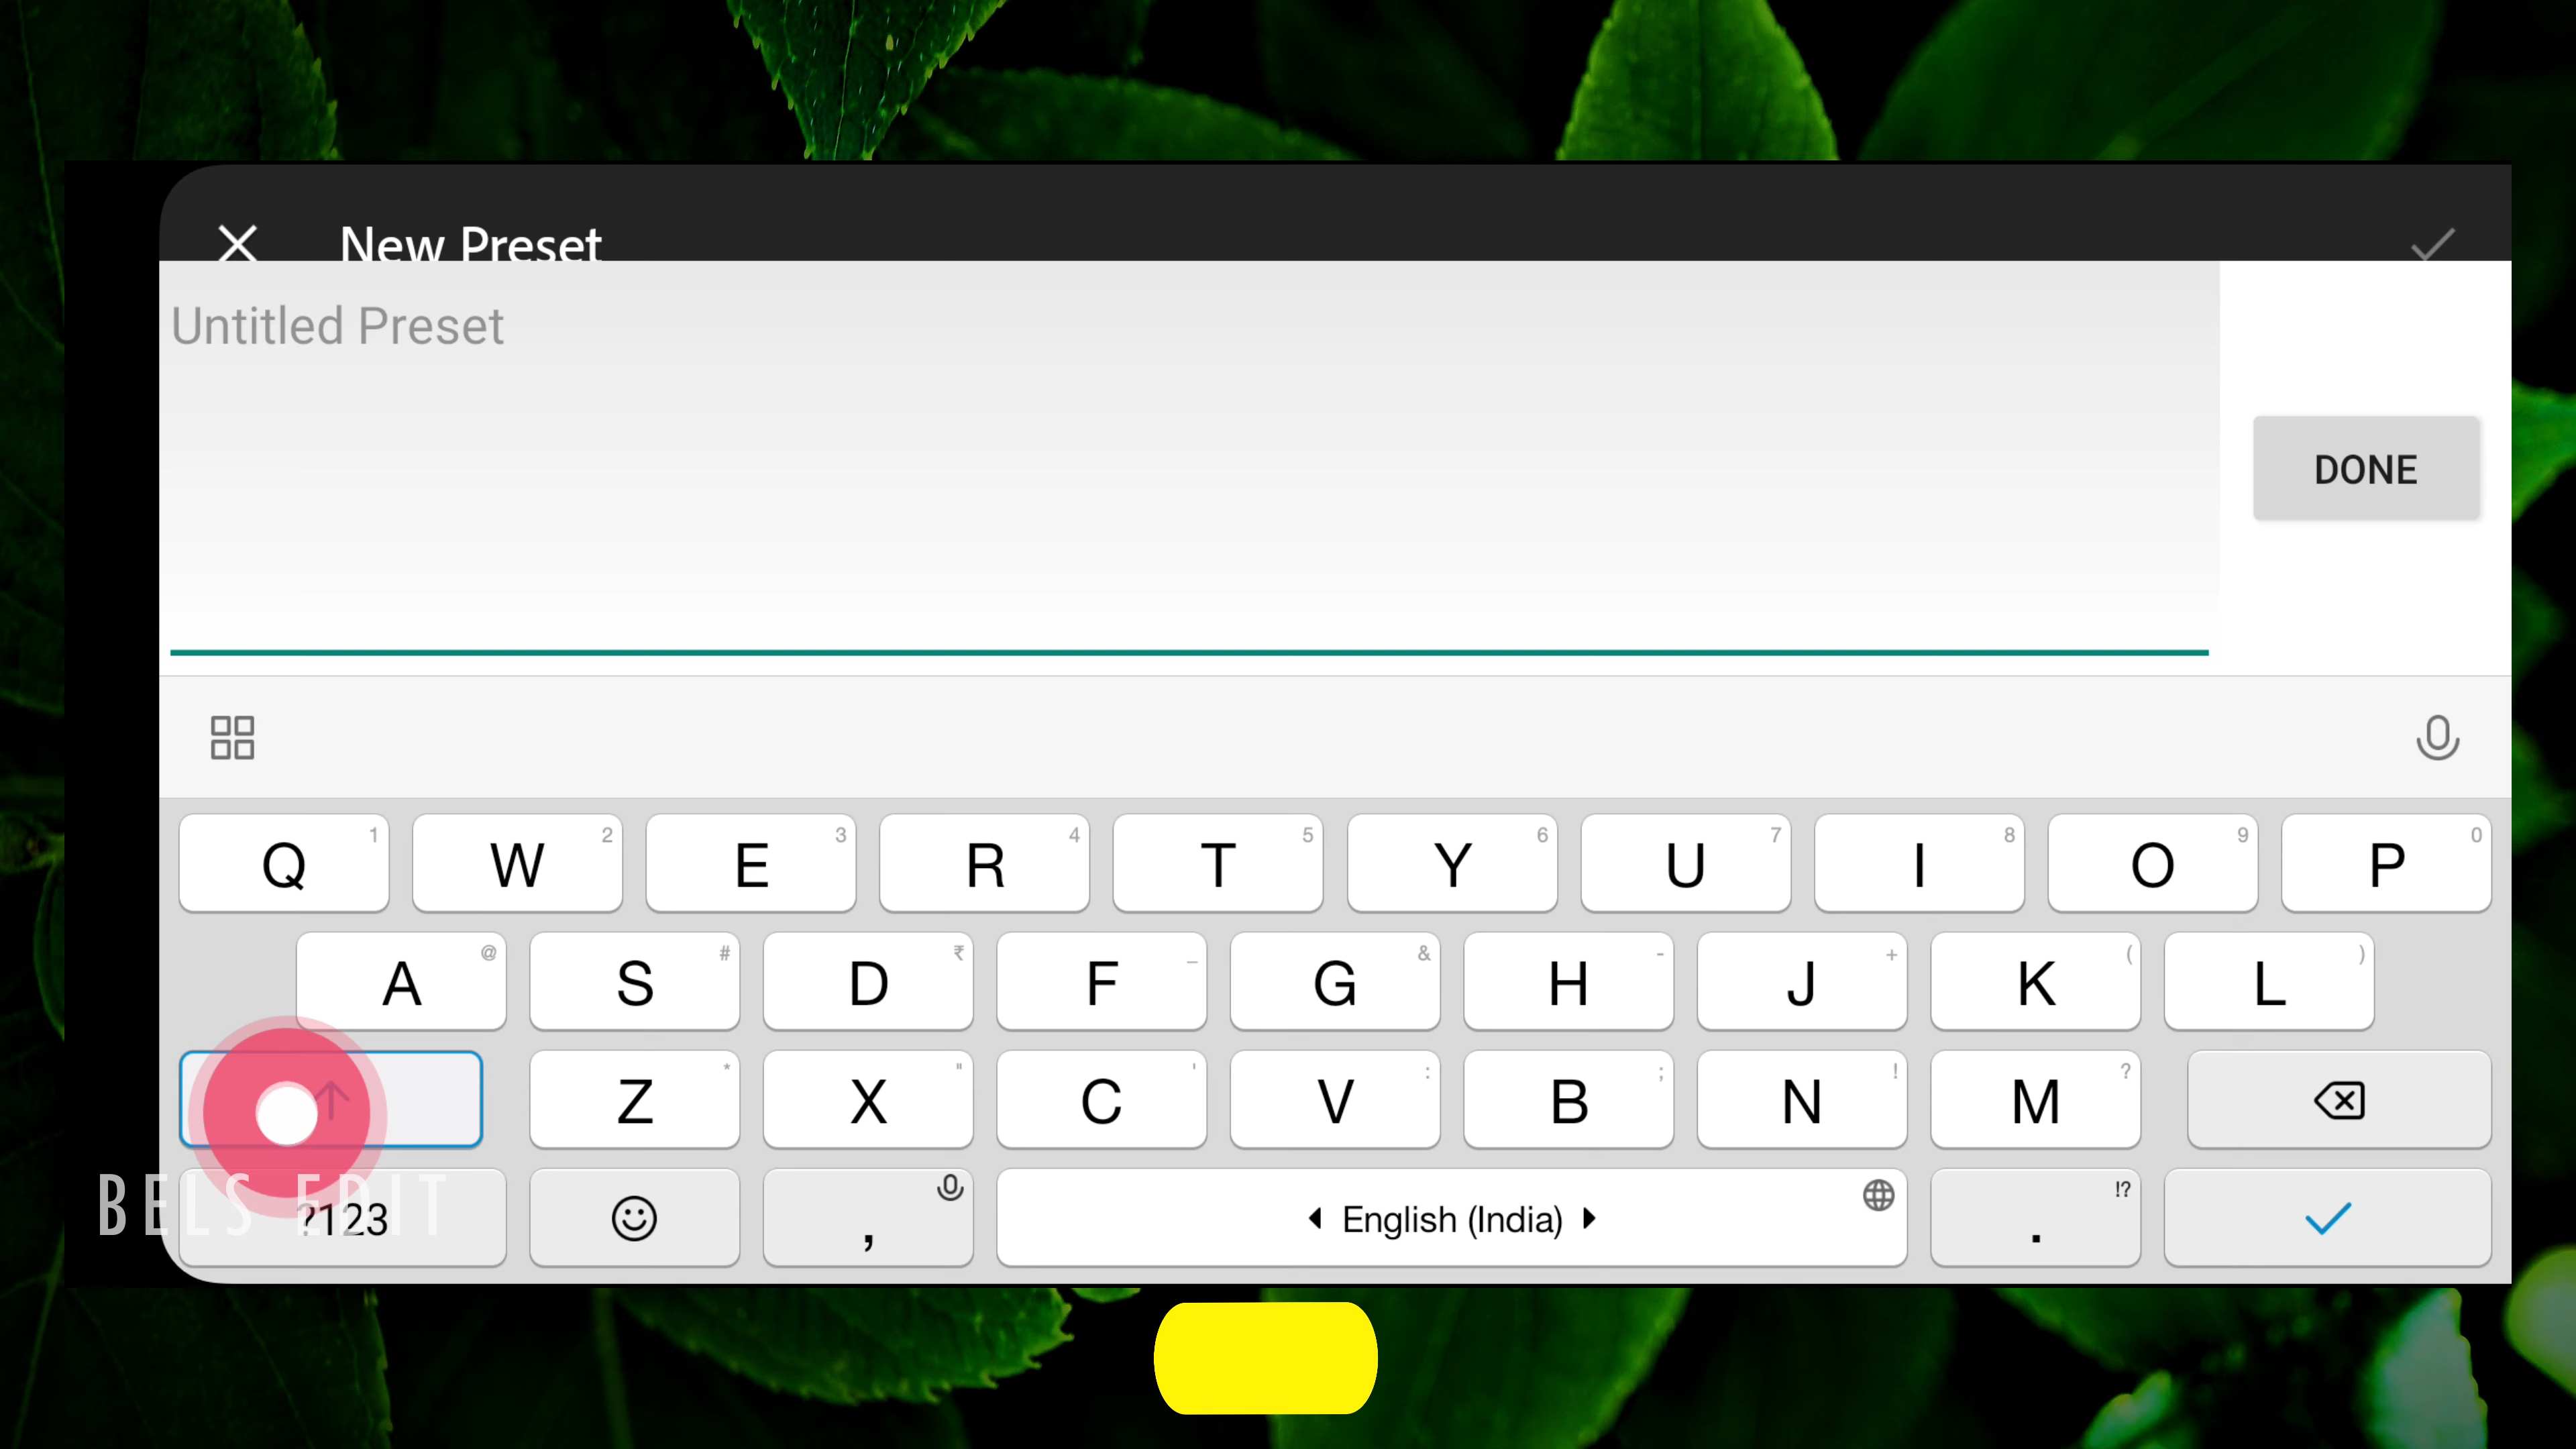 New Preset
Untitled Preset
DONE
Q 1 W 2 E 3 R 4 T 5 Y 6 U 7 I 8 O 9 P 0
A @ S # D ₹ F _ G & H - J + K ( L )
Z * X " C ' V : B ; N ! M ?
?123 , English (India) . !?
BELS EDIT